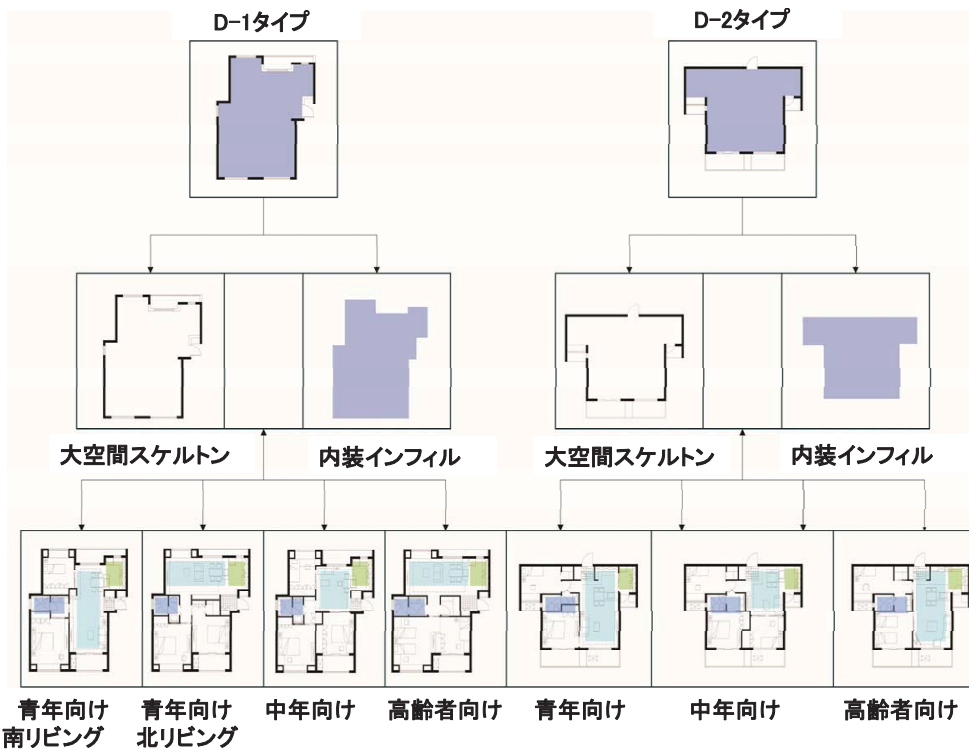 D-1タイプ
D-2タイプ
大空間スケルトン
内装インフィル
大空間スケルトン
内装インフィル
青年向け
南リビング
青年向け
北リビング
中年向け
高齢者向け
青年向け
中年向け
高齢者向け